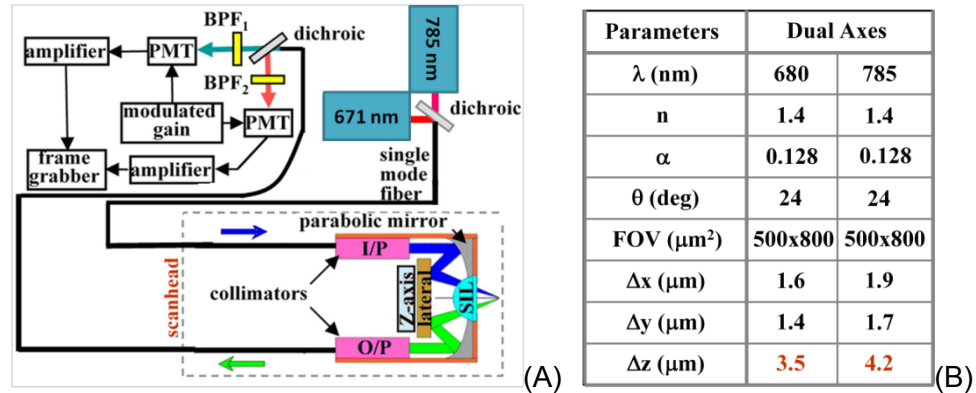 BPF1
dichroic
amplifier
PMT
BPF2
785 nm
modulated
gain
PMT
671 nm
dichroic
frame
grabber
amplifier
single
mode
fiber
parabolic mirror
I/P
scanhead
collimators
Z-axis
lateral
SIL
O/P
(A)
Parameters Dual Axes
λ (nm) 680 785
n 1.4 1.4
α 0.128 0.128
θ (deg) 24 24
FOV (μm²) 500x800 500x800
Δx (μm) 1.6 1.9
Δy (μm) 1.4 1.7
Δz (μm) 3.5 4.2
(B)